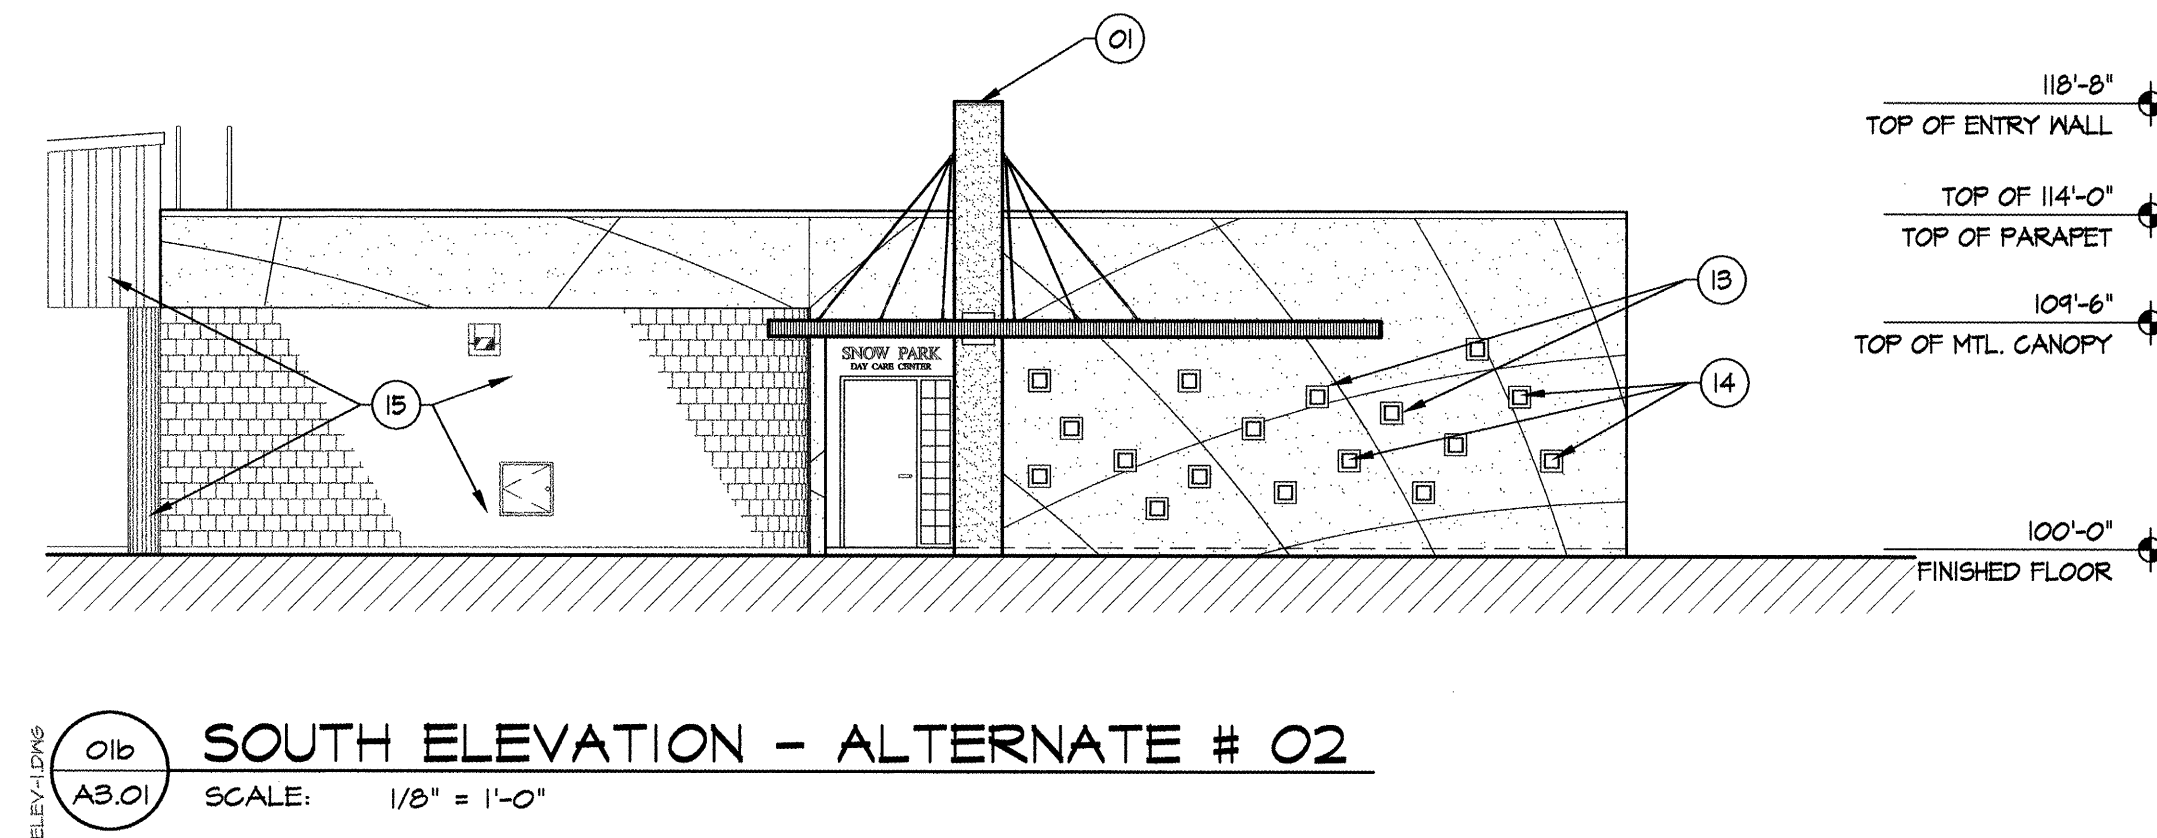 01
118'-8"
TOP OF ENTRY WALL
TOP OF 114'-0"
TOP OF PARAPET
13
109'-6"
TOP OF MTL. CANOPY
SNOW PARK
DAY CARE CENTER
14
15
100'-0"
FINISHED FLOOR
01b
A3.01
SOUTH ELEVATION - ALTERNATE # 02
SCALE: 1/8" = 1'-0"
ELEV-1.DWG